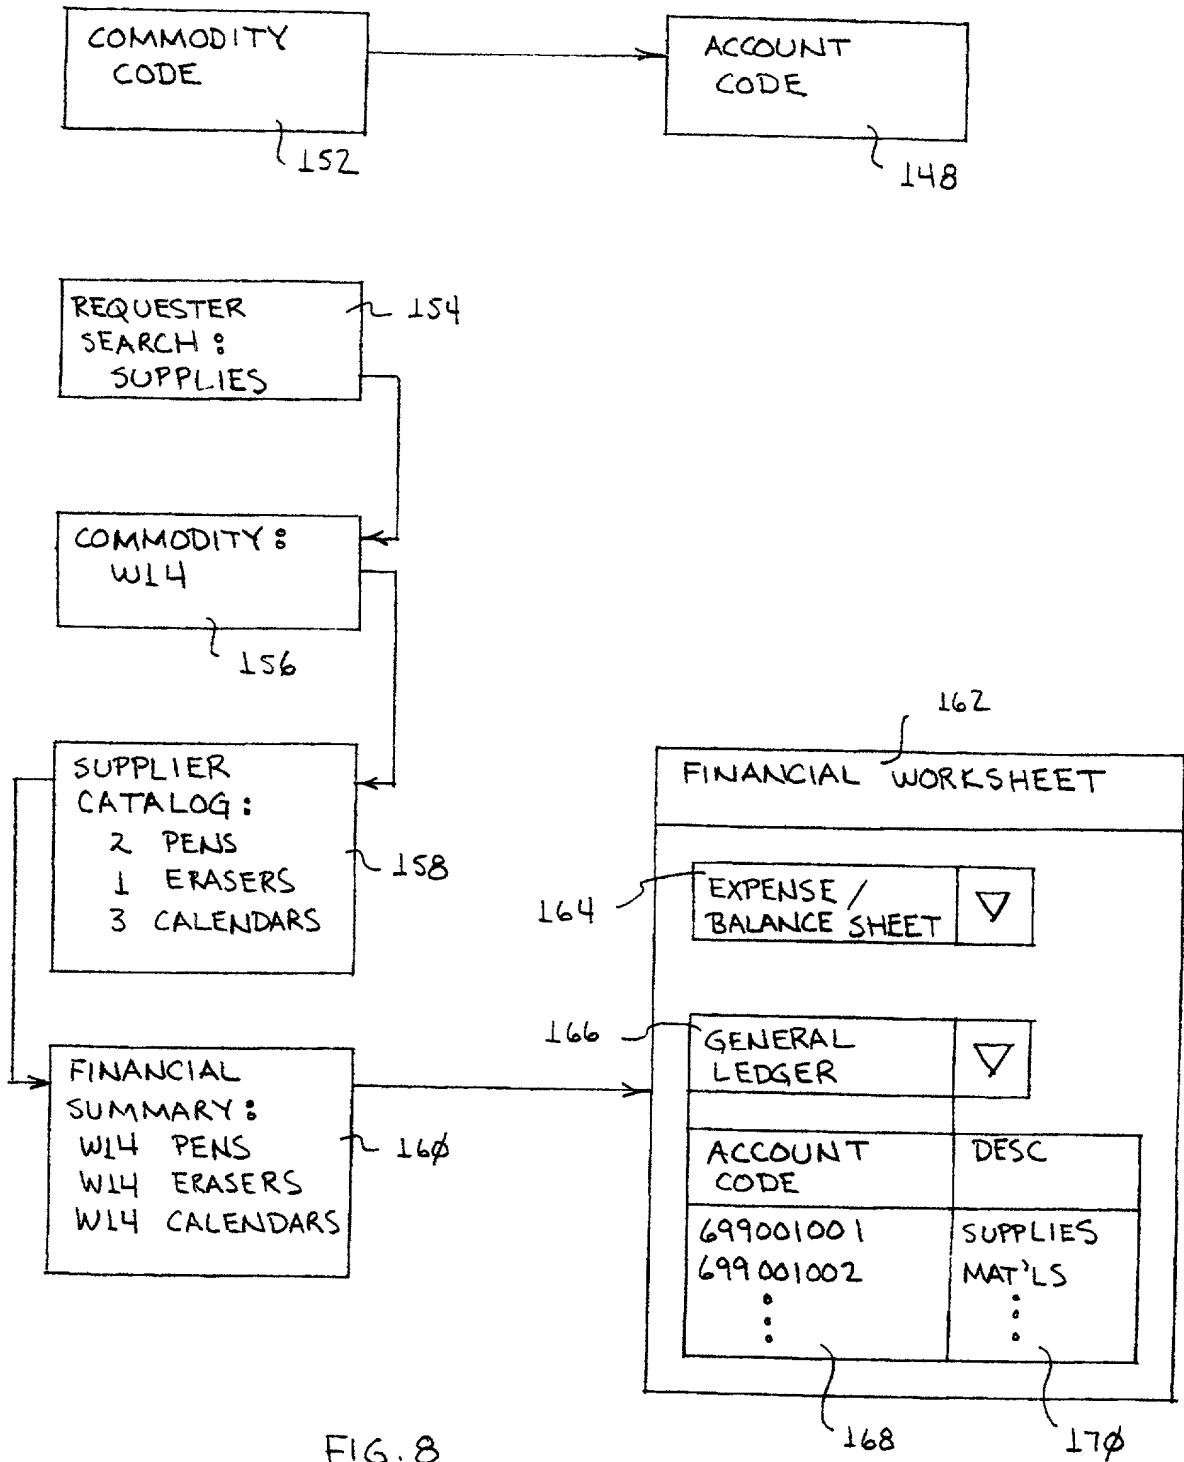 COMMODITY
CODE
152
ACCOUNT
CODE
148
REQUESTER
SEARCH:
SUPPLIES
154
COMMODITY:
W14
156
SUPPLIER
CATALOG:
2 PENS
1 ERASERS
3 CALENDARS
158
FINANCIAL
SUMMARY:
W14 PENS
W14 ERASERS
W14 CALENDARS
160
162
FINANCIAL WORKSHEET
164
EXPENSE/
BALANCE SHEET
166
GENERAL
LEDGER
ACCOUNT
CODE
DESC
699001001 SUPPLIES
699001002 MAT'LS
168
170
FIG. 8